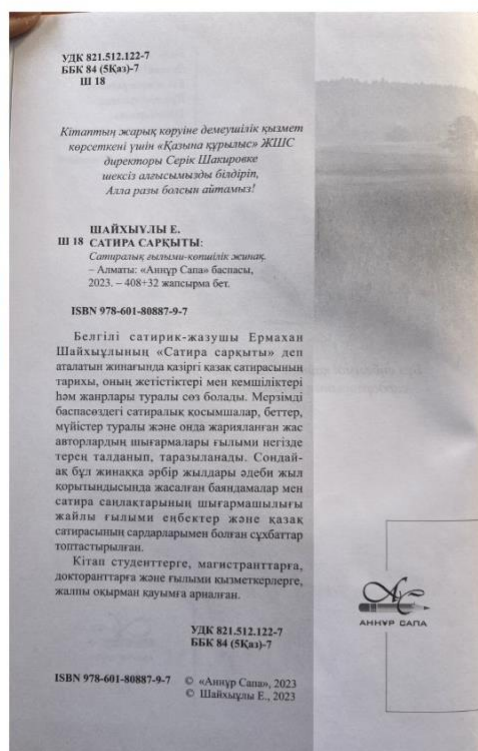 УДК 821.512.122-7
ББК 84 (5Қаз)-7
Ш 18
Кітаптың жарық көруіне демеушілік қызмет
көрсеткені үшін «Қазына құрылыс» ЖШС
директоры Серік Шакировке
шексіз алғысымызды білдіріп,
Алла разы болсын айтамыз!
ШАЙХЫҰЛЫ Е.
Ш 18 САТИРА САРҚЫТЫ:
Сатиралық ғылыми-көпшілік жинақ.
– Алматы: «Аннұр Сапа» баспасы,
2023. – 408+32 жапсырма бет.
ISBN 978-601-80887-9-7
Белгілі сатирик-жазушы Ермахан
Шайхыұлының «Сатира сарқыты» деп
аталатын жинағында қазіргі қазақ сатирасының
тарихы, оның жетістіктері мен кемшіліктері
һәм жанрлары туралы сөз болады. Мерзімді
баспасөздегі сатиралық қосымшалар, беттер,
мүйістер туралы және онда жарияланған жас
авторлардың шығармалары ғылыми негізде
терең талданып, таразыланады. Сондай-
ақ бұл жинаққа әрбір жылдары әдеби жыл
қорытындысында жасалған баяндамалар мен
сатира саңлақтарының шығармашылығы
жайлы ғылыми еңбектер және қазақ
сатирасының сардарларымен болған сұхбаттар
топтастырылған.
Кітап студенттерге, магистранттарға,
докторанттарға және ғылыми қызметкерлерге,
жалпы оқырман қауымға арналған.
УДК 821.512.122-7
ББК 84 (5Қаз)-7
ISBN 978-601-80887-9-7 © «Аннұр Сапа», 2023
© Шайхыұлы Е., 2023
АС
АННҰР САПА